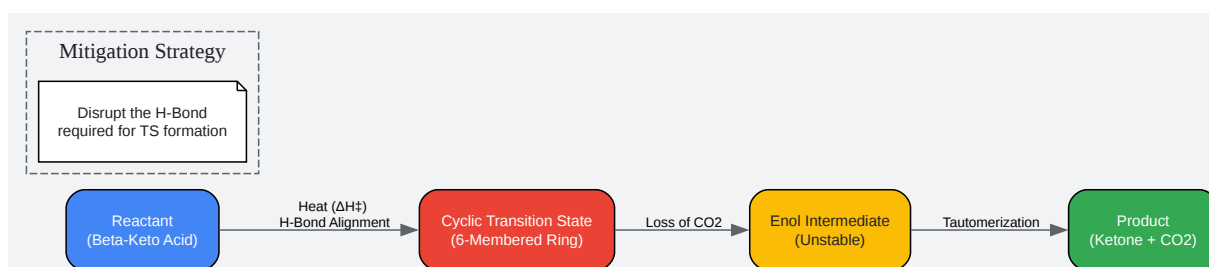 Mitigation Strategy
Disrupt the H-Bond
required for TS formation
Reactant
(Beta-Keto Acid)
Heat (ΔH‡)
H-Bond Alignment
Cyclic Transition State
(6-Membered Ring)
Loss of CO2
Enol Intermediate
(Unstable)
Tautomerization
Product
(Ketone + CO2)